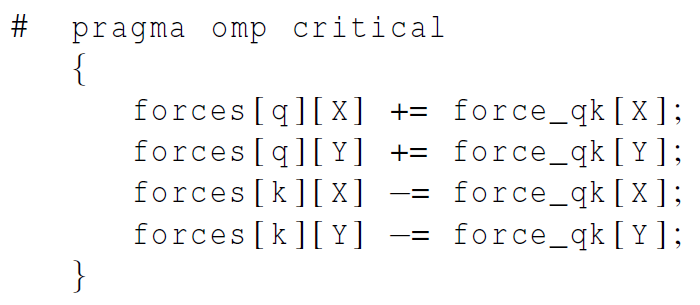 # pragma omp critical
{
forces[q][X] += force_qk[X];
forces[q][Y] += force_qk[Y];
forces[k][X] −= force_qk[X];
forces[k][Y] −= force_qk[Y];
}